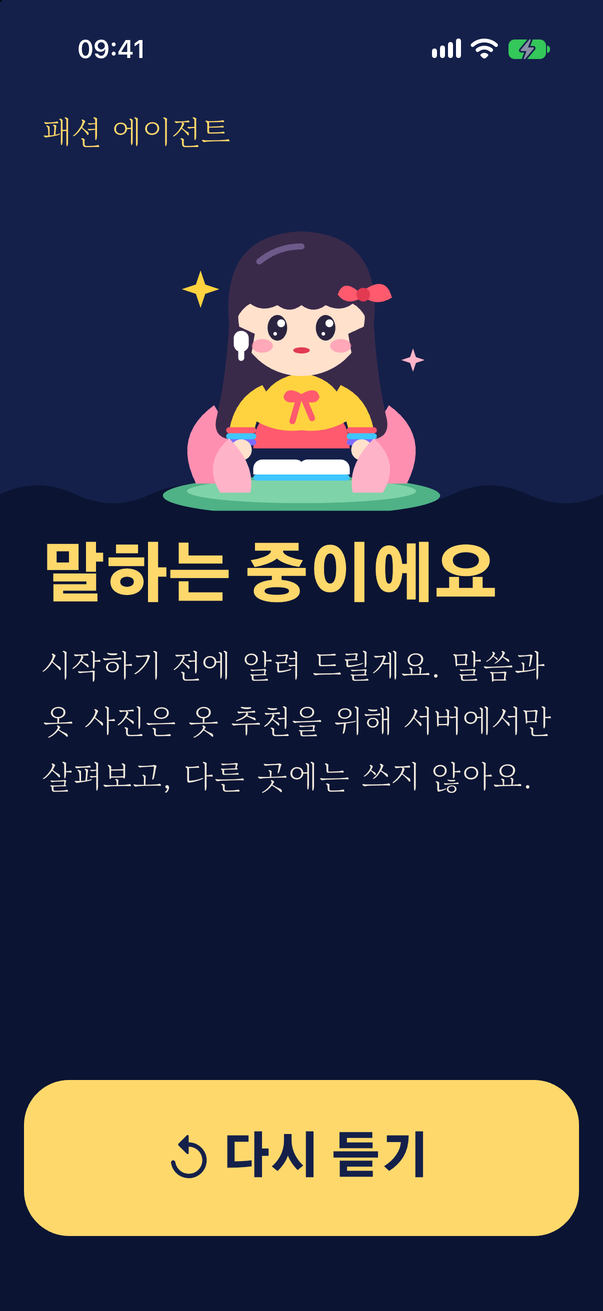 09:41
패션 에이전트
말하는 중이에요
시작하기 전에 알려 드릴게요. 말씀과
옷 사진은 옷 추천을 위해 서버에서만
살펴보고, 다른 곳에는 쓰지 않아요.
다시 듣기